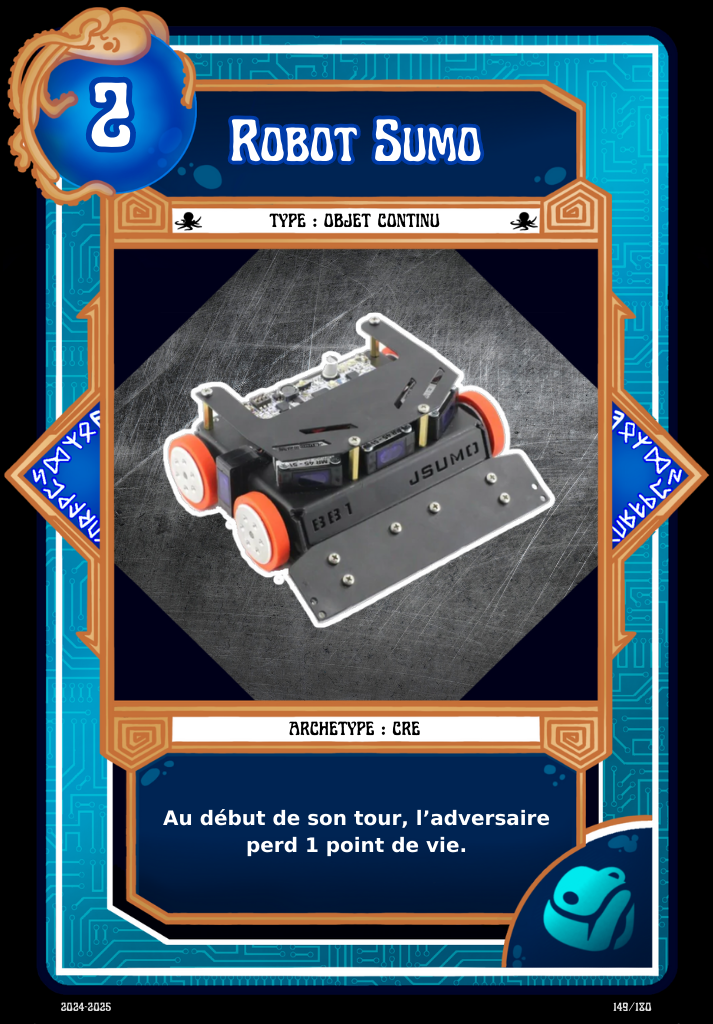 2
Robot Sumo
TYPE : OBJET CONTINU
JSUMO
BB1
ARCHETYPE : CRE
Au début de son tour, l’adversaire
perd 1 point de vie.
2024-2025
149/180